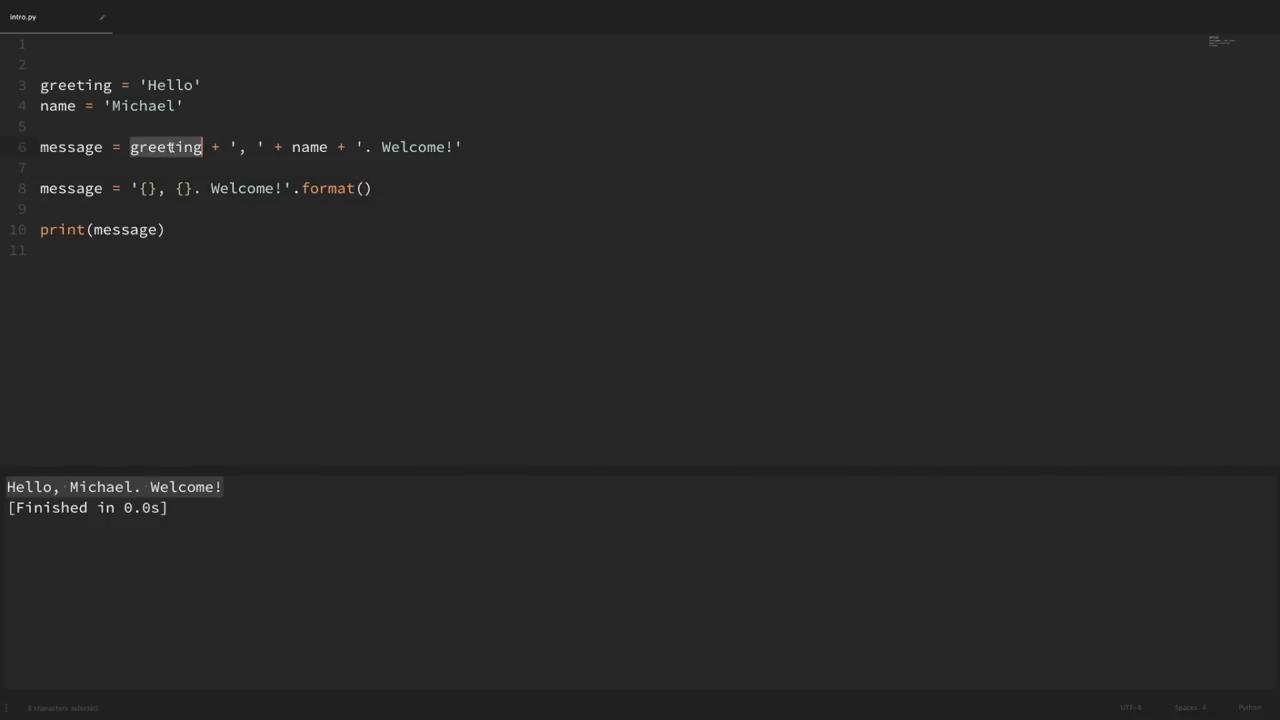 intro.py
1
2
3 greeting = 'Hello'
4 name = 'Michael'
5
6 message = greeting + ', ' + name + '. Welcome!'
7
8 message = '{}, {}. Welcome!'.format()
9
10 print(message)
11
Hello, Michael. Welcome!
[Finished in 0.0s]
8 characters selected UTF-8 Spaces: 4 Python